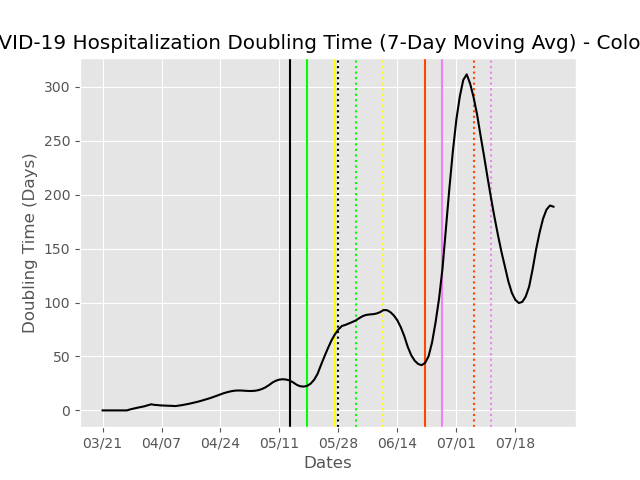 VID-19 Hospitalization Doubling Time (7-Day Moving Avg) - Colo
Doubling Time (Days)
300
250
200
150
100
50
0
03/21 04/07 04/24 05/11 05/28 06/14 07/01 07/18
Dates